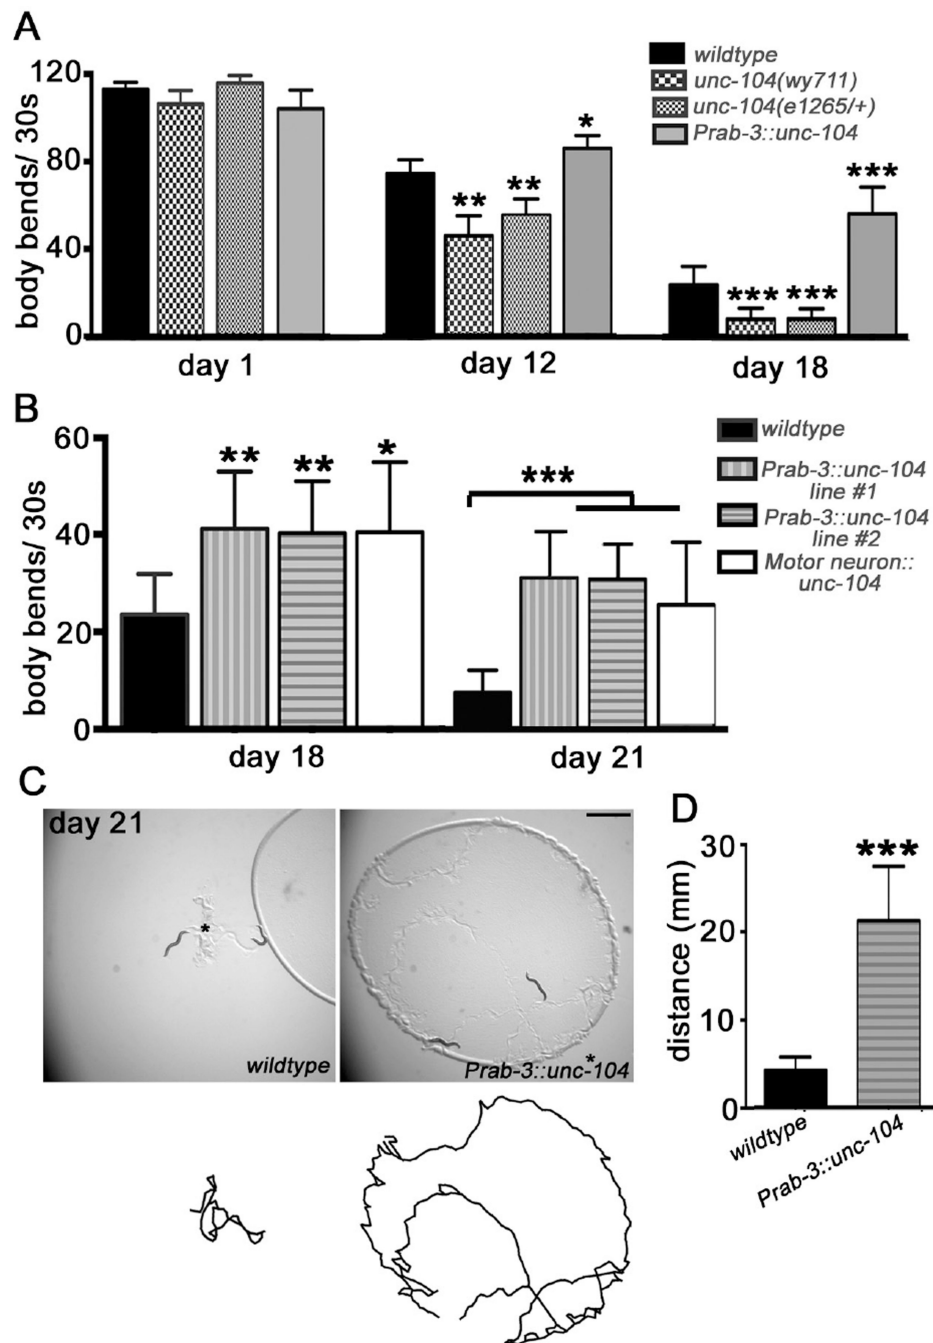 A
body bends/ 30s
120
80
40
0
*
**
**
***
***
***
day 1
day 12
day 18
wildtype
unc-104(wy711)
unc-104(e1265/+)
Prab-3::unc-104
B
body bends/ 30s
60
40
20
0
**
**
*
***
day 18
day 21
wildtype
Prab-3::unc-104
line #1
Prab-3::unc-104
line #2
Motor neuron::
unc-104
C
day 21
*
wildtype
*
Prab-3::unc-104
D
distance (mm)
30
20
10
0
***
wildtype
Prab-3::unc-104